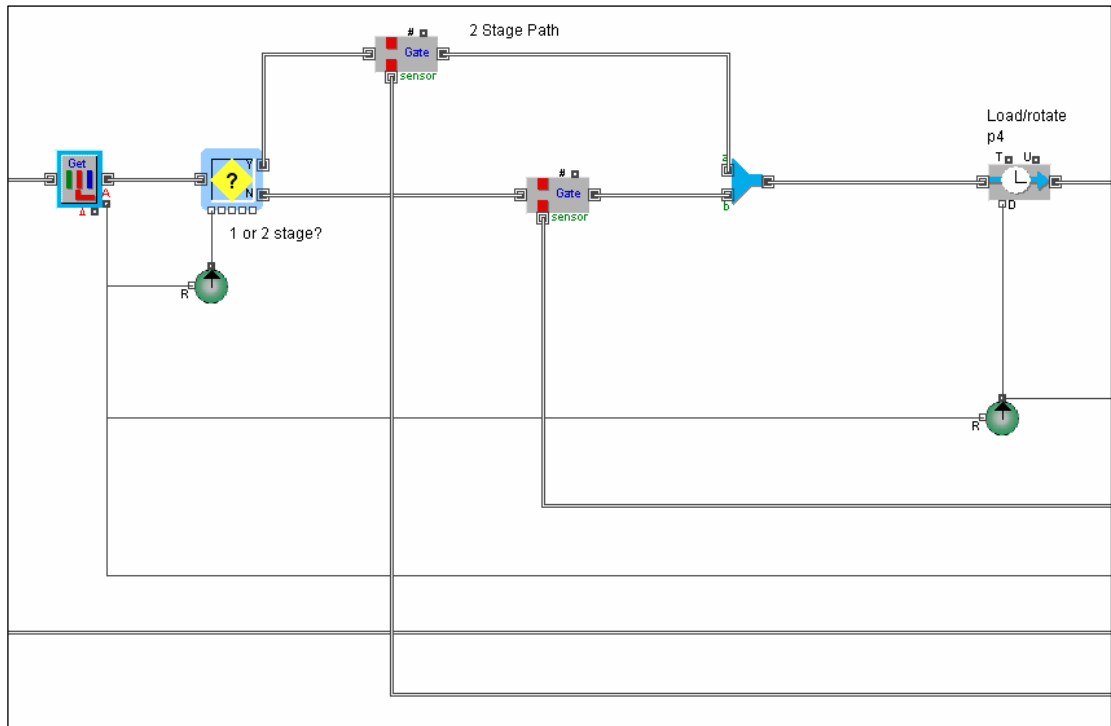 2 Stage Path
#
Gate
sensor
Load/rotate
p4
T U
Get
A
Δ
?
Y
N
#
Gate
sensor
a
b
D
1 or 2 stage?
R
R